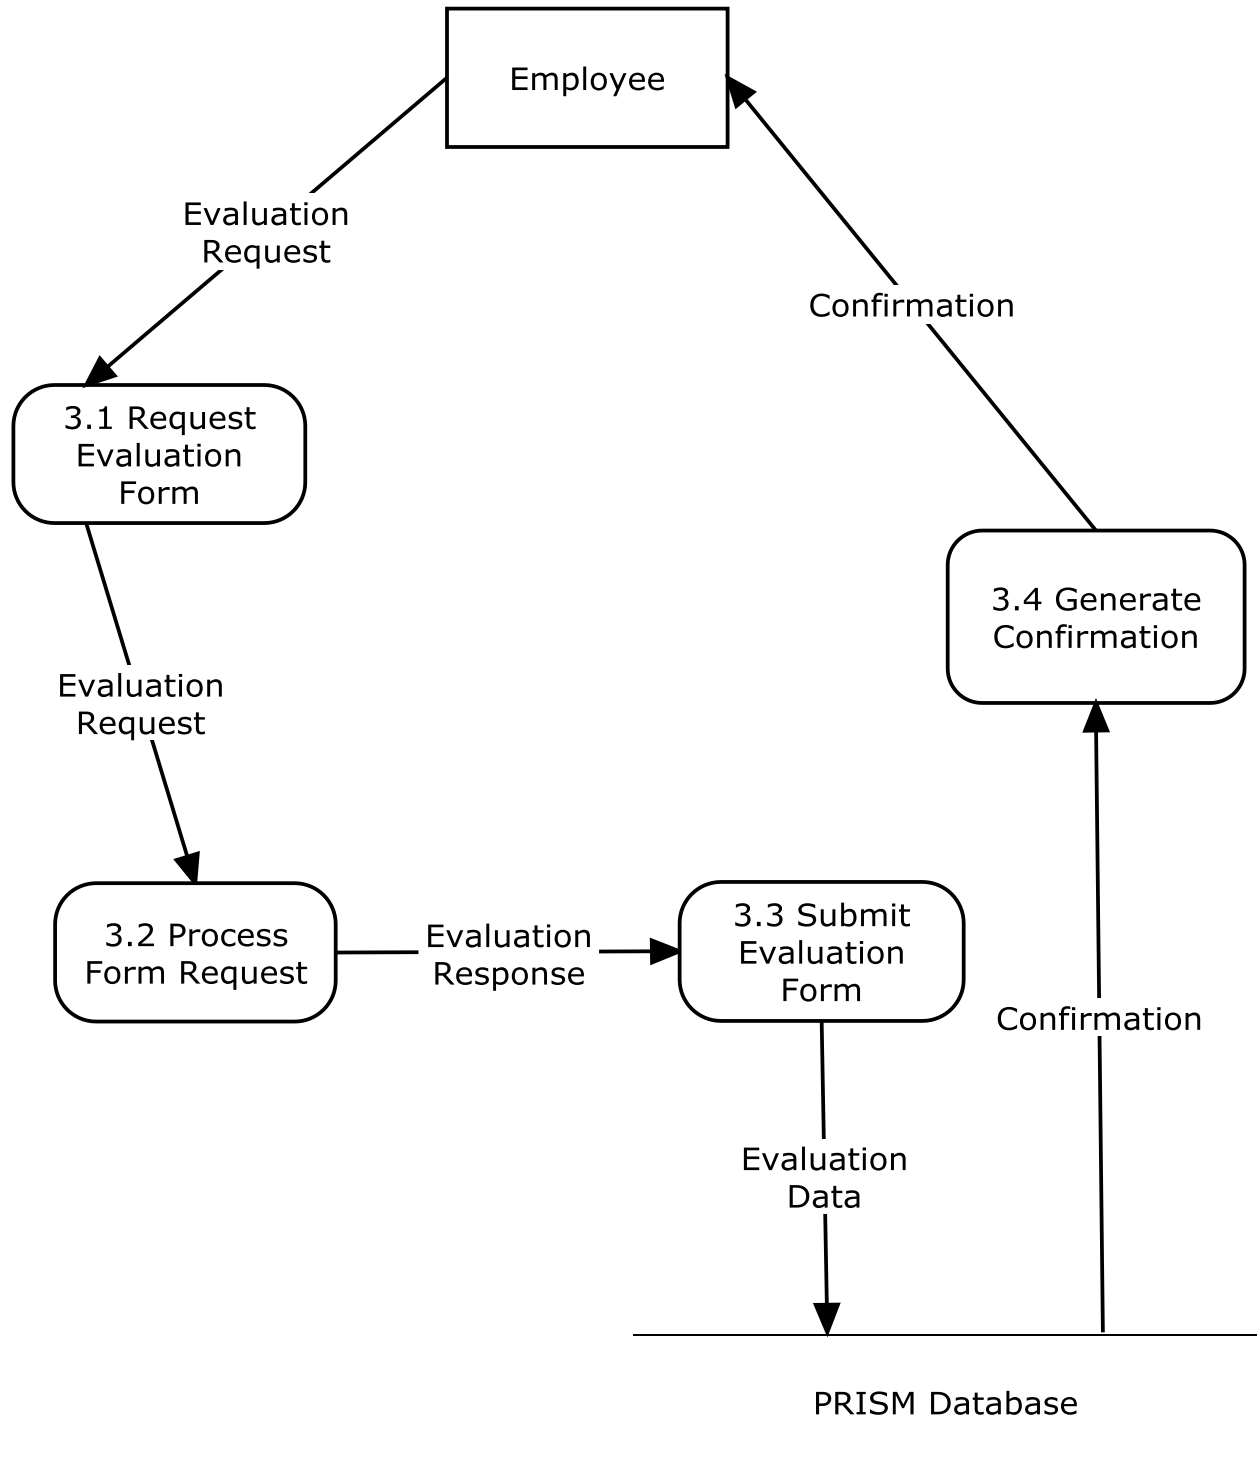 Employee
Evaluation
Request
Confirmation
3.1 Request
Evaluation
Form
3.4 Generate
Confirmation
Evaluation
Request
3.2 Process
Form Request
Evaluation
Response
3.3 Submit
Evaluation
Form
Confirmation
Evaluation
Data
PRISM Database